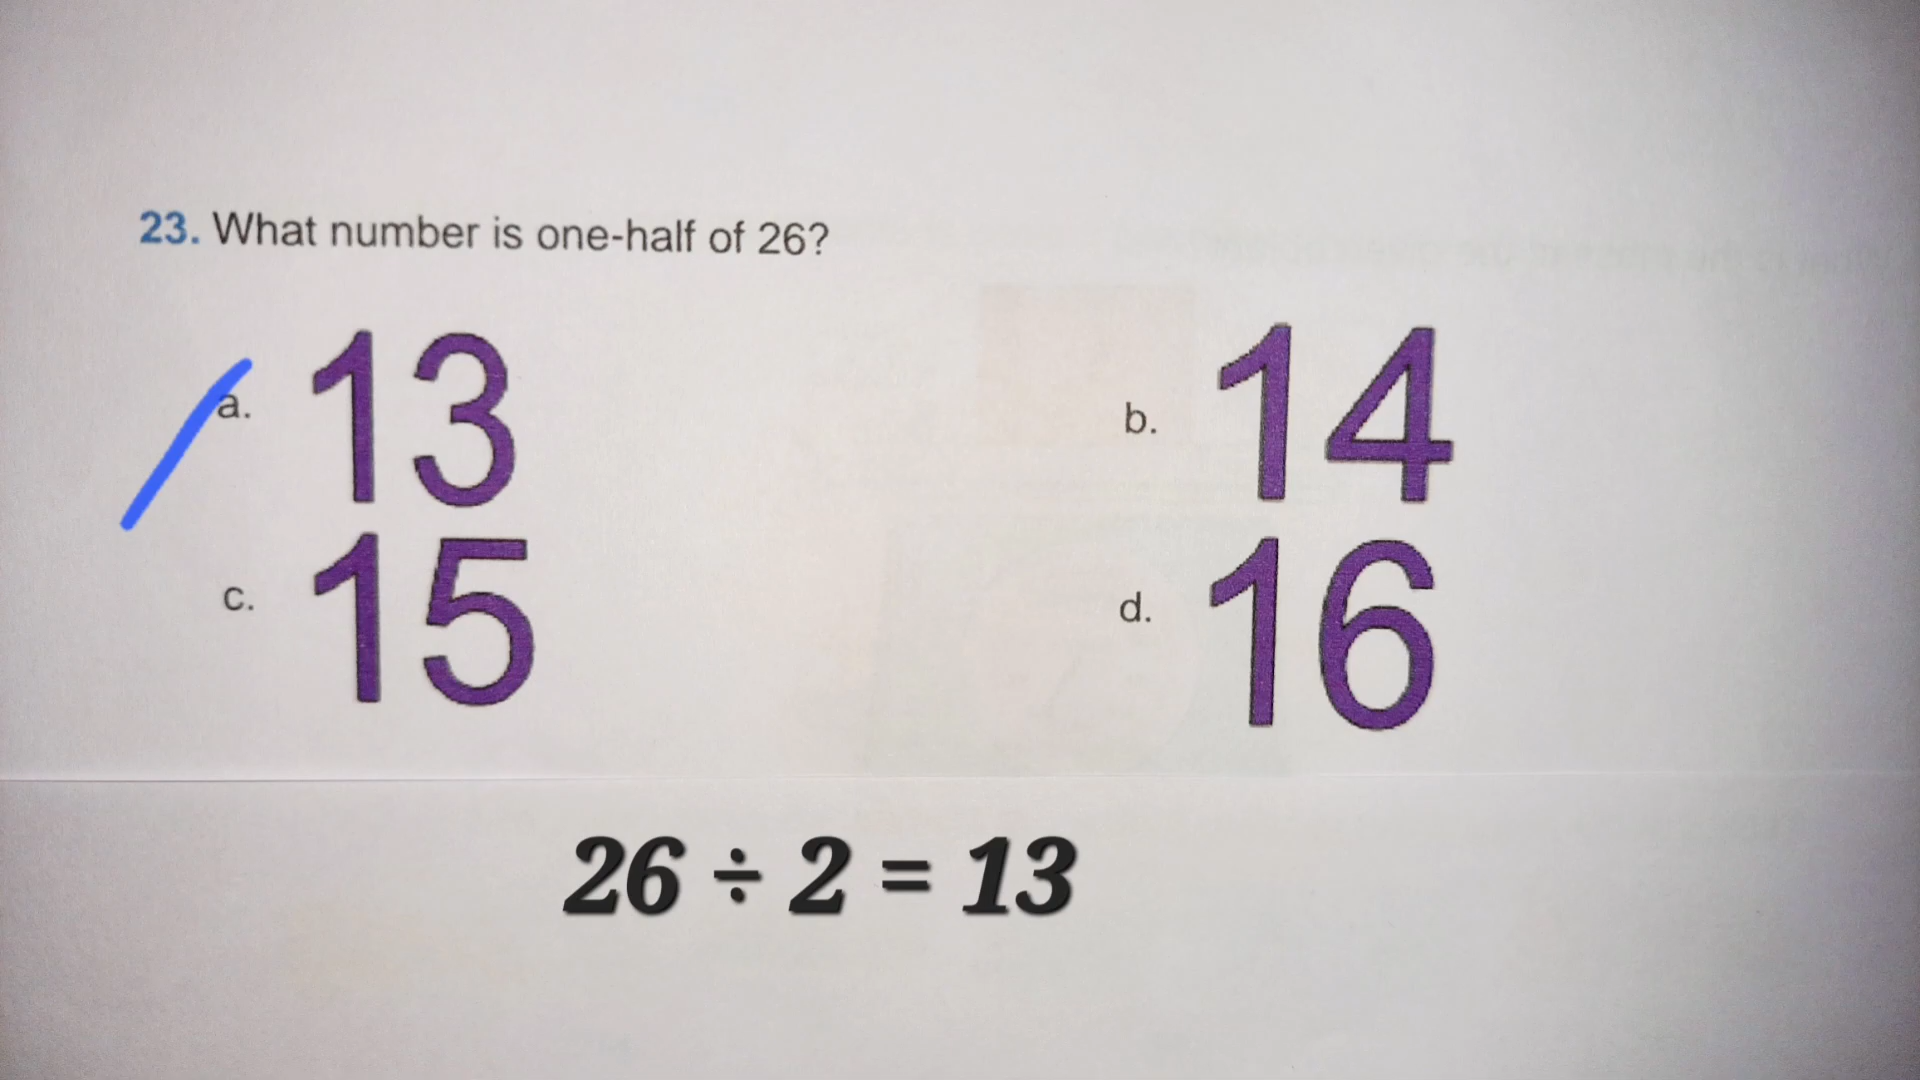 23. What number is one-half of 26?
a. 13
b. 14
c. 15
d. 16
26 ÷ 2 = 13